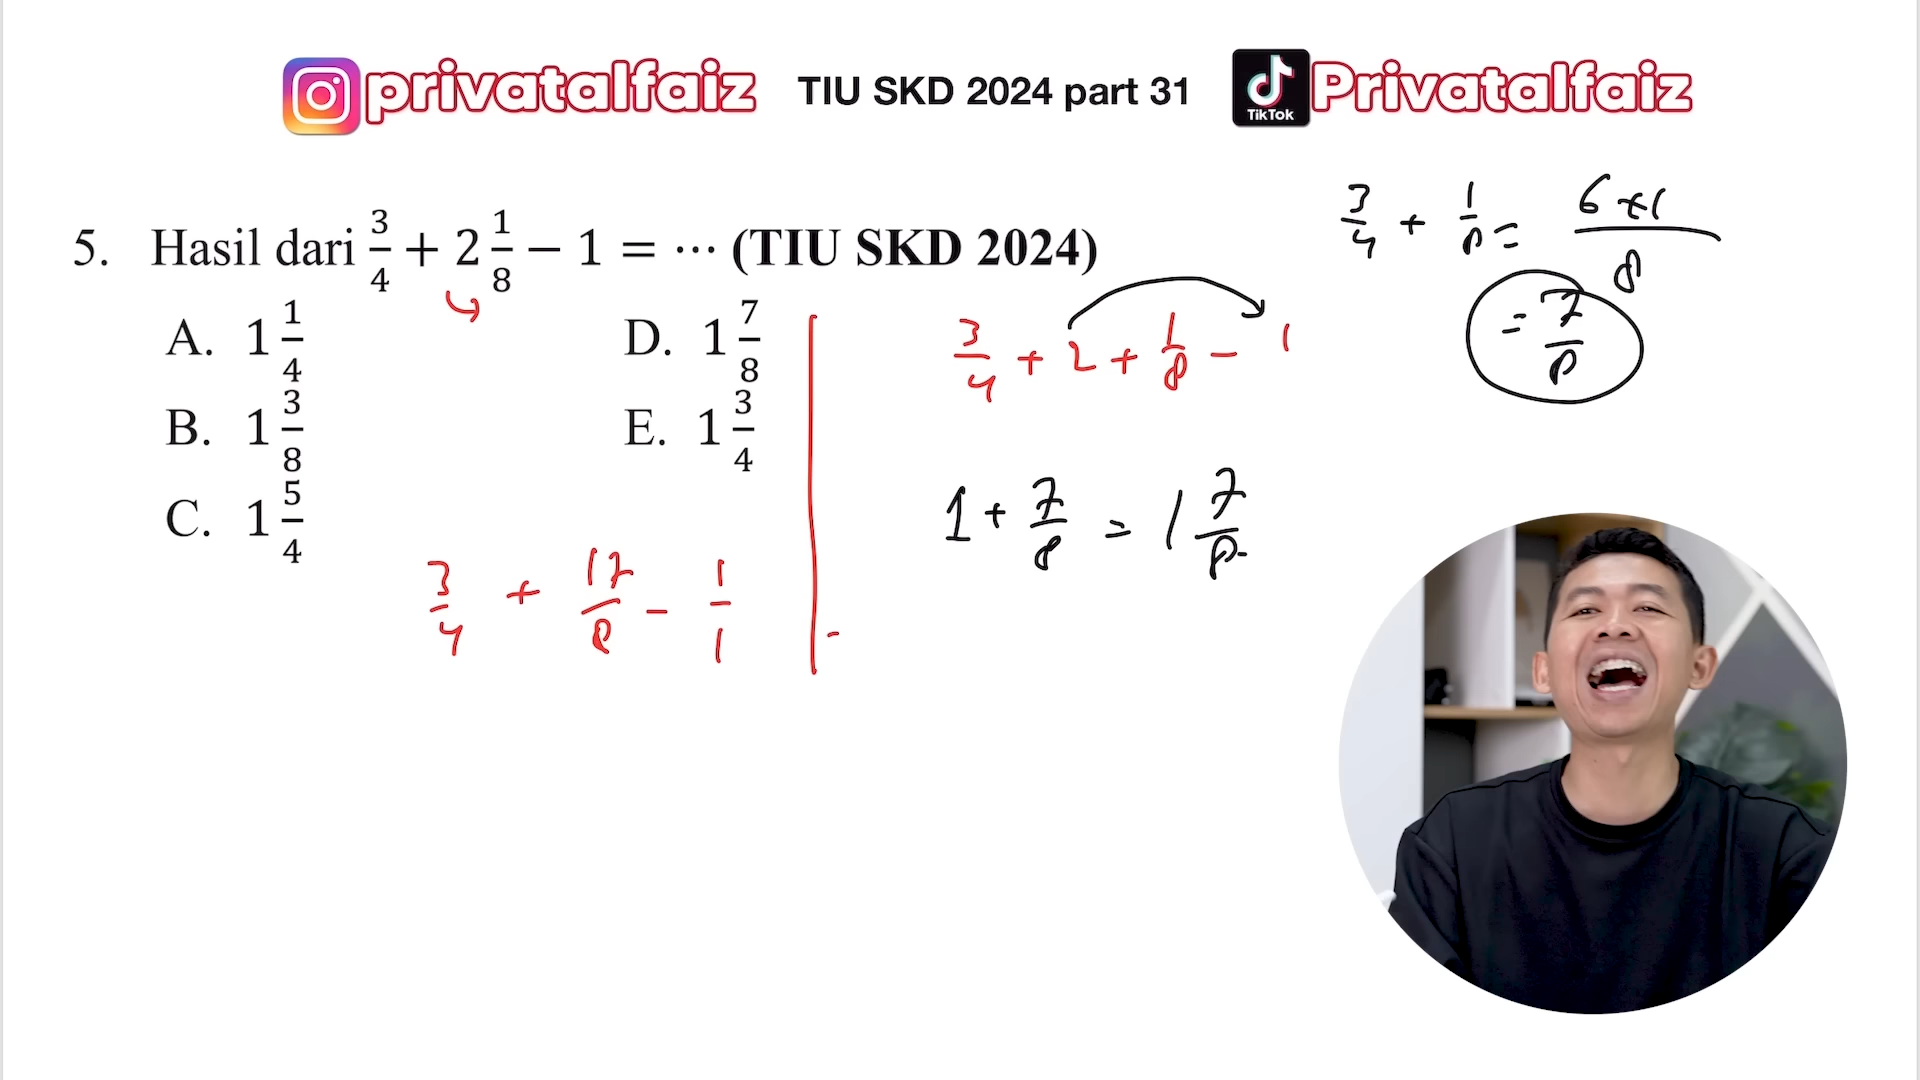 privatalfaiz TIU SKD 2024 part 31 TikTok Privatalfaiz
5. Hasil dari 3/4 + 2 1/8 − 1 = ⋯ (TIU SKD 2024)
A. 1 1/4
B. 1 3/8
C. 1 5/4
D. 1 7/8
E. 1 3/4
3/4 + 17/8 - 1/1
3/4 + 2 + 1/8 - 1
1 + 7/8 = 1 7/8
3/4 + 1/8 = 6+1/8
= 7/8